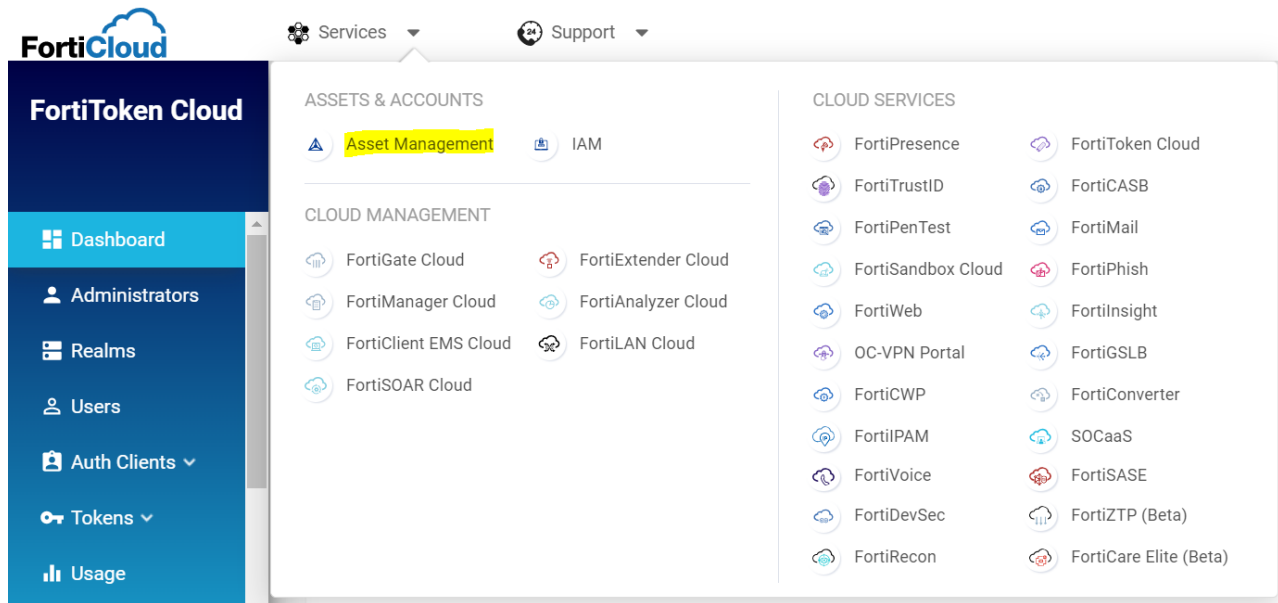 FortiCloud
Services
24
Support
FortiToken Cloud
Dashboard
Administrators
Realms
Users
Auth Clients
Tokens
Usage
ASSETS & ACCOUNTS
Asset Management
IAM
CLOUD MANAGEMENT
FortiGate Cloud
FortiExtender Cloud
FortiManager Cloud
FortiAnalyzer Cloud
FortiClient EMS Cloud
FortiLAN Cloud
FortiSOAR Cloud
CLOUD SERVICES
FortiPresence
FortiToken Cloud
FortiTrustID
FortiCASB
FortiPenTest
FortiMail
FortiSandbox Cloud
FortiPhish
FortiWeb
FortiInsight
OC-VPN Portal
FortiGSLB
FortiCWP
FortiConverter
FortiIPAM
SOCaaS
FortiVoice
FortiSASE
FortiDevSec
FortiZTP (Beta)
FortiRecon
FortiCare Elite (Beta)